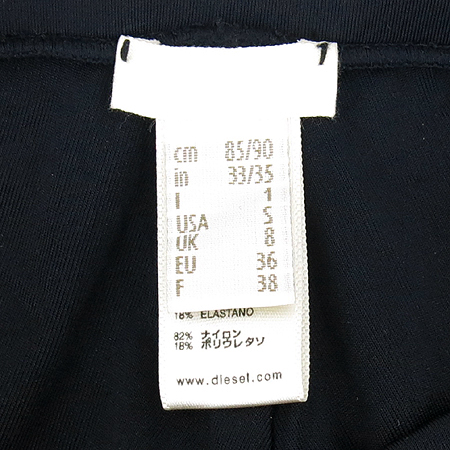 cm 85/90
in 33/35
I 1
USA S
UK 8
EU 36
F 38
18% ELASTANO
82% ナイロン
18% ポリウレタソ
www.diesel.com